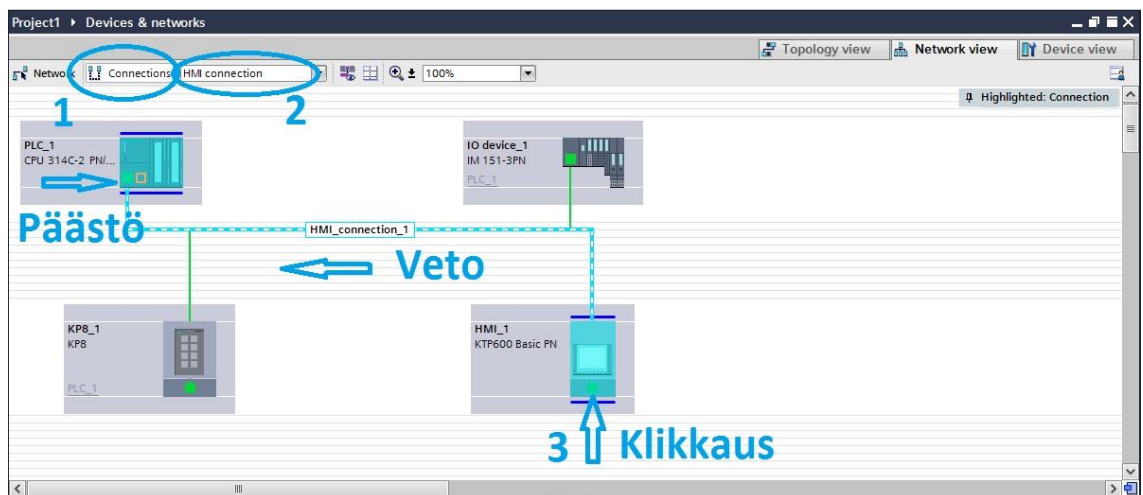 Project1 ▸ Devices & networks
Topology view Network view Device view
Network Connections HMI connection 100%
1 2
Highlighted: Connection
PLC_1
CPU 314C-2 PN/...
IO device_1
IM 151-3PN
PLC_1
Päästö
HMI_connection_1
Veto
KP8_1
KP8
PLC_1
HMI_1
KTP600 Basic PN
3 Klikkaus